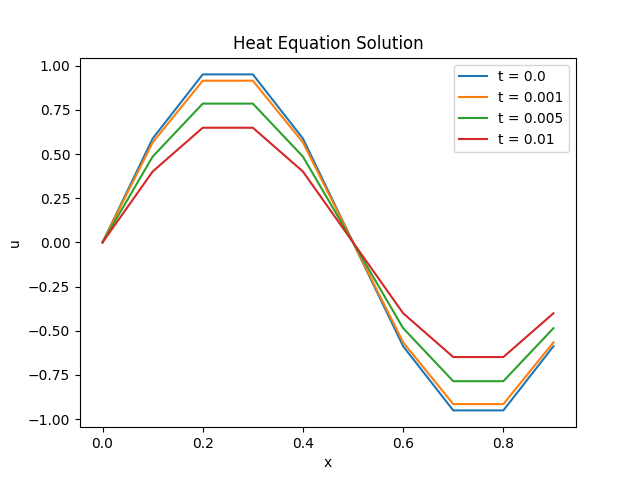 Heat Equation Solution
t = 0.0
t = 0.001
t = 0.005
t = 0.01
1.00
0.75
0.50
0.25
0.00
−0.25
−0.50
−0.75
−1.00
u
0.0 0.2 0.4 0.6 0.8
x